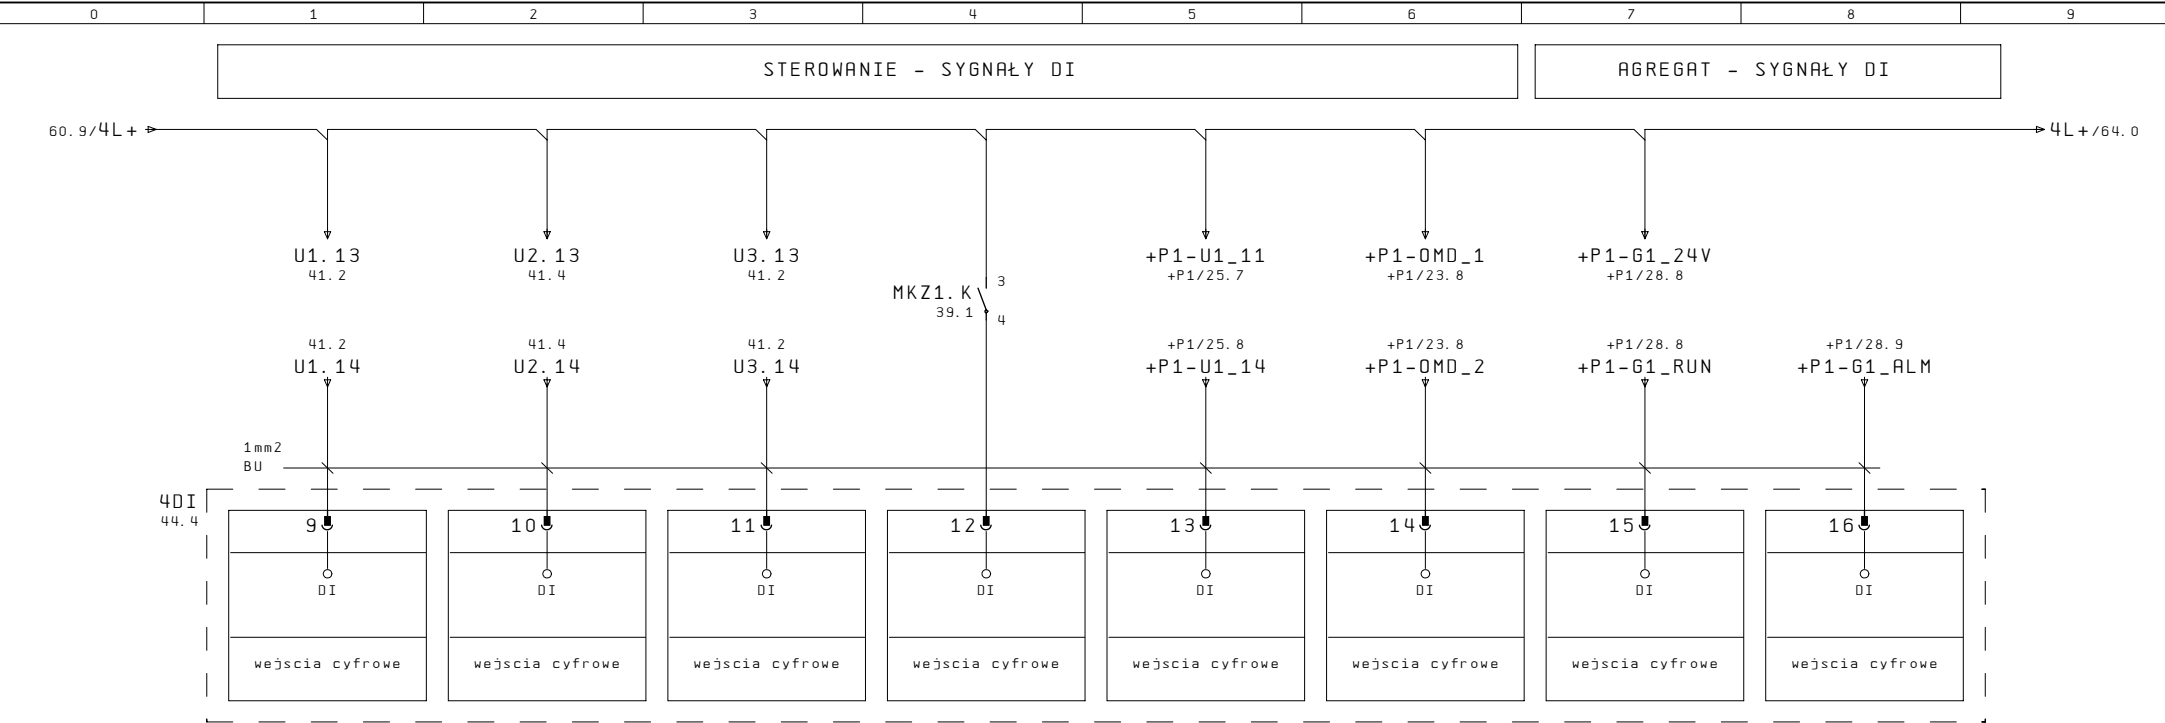 0 1 2 3 4 5 6 7 8 9
STEROWANIE - SYGNAŁY DI
AGREGAT - SYGNAŁY DI
60.9/4L+
4L+/64.0
U1.13 U2.13 U3.13 +P1-U1_11 +P1-OMD_1 +P1-G1_24V
41.2 41.4 41.2 +P1/25.7 +P1/23.8 +P1/28.8
3
MKZ1.K
39.1
4
41.2 41.4 41.2 +P1/25.8 +P1/23.8 +P1/28.8 +P1/28.9
U1.14 U2.14 U3.14 +P1-U1_14 +P1-OMD_2 +P1-G1_RUN +P1-G1_ALM
1mm2
BU
4DI
44.4
9 10 11 12 13 14 15 16
DI DI DI DI DI DI DI DI
wejscia cyfrowe wejscia cyfrowe wejscia cyfrowe wejscia cyfrowe wejscia cyfrowe wejscia cyfrowe wejscia cyfrowe wejscia cyfrowe